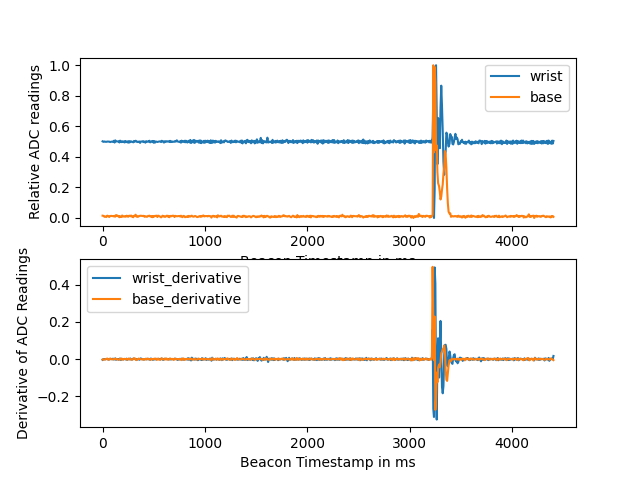 Relative ADC readings
1.0
0.8
0.6
0.4
0.2
0.0
wrist
base
0 1000 2000 3000 4000
Beacon Timestamp in ms
Derivative of ADC Readings
0.4
0.2
0.0
−0.2
wrist_derivative
base_derivative
0 1000 2000 3000 4000
Beacon Timestamp in ms